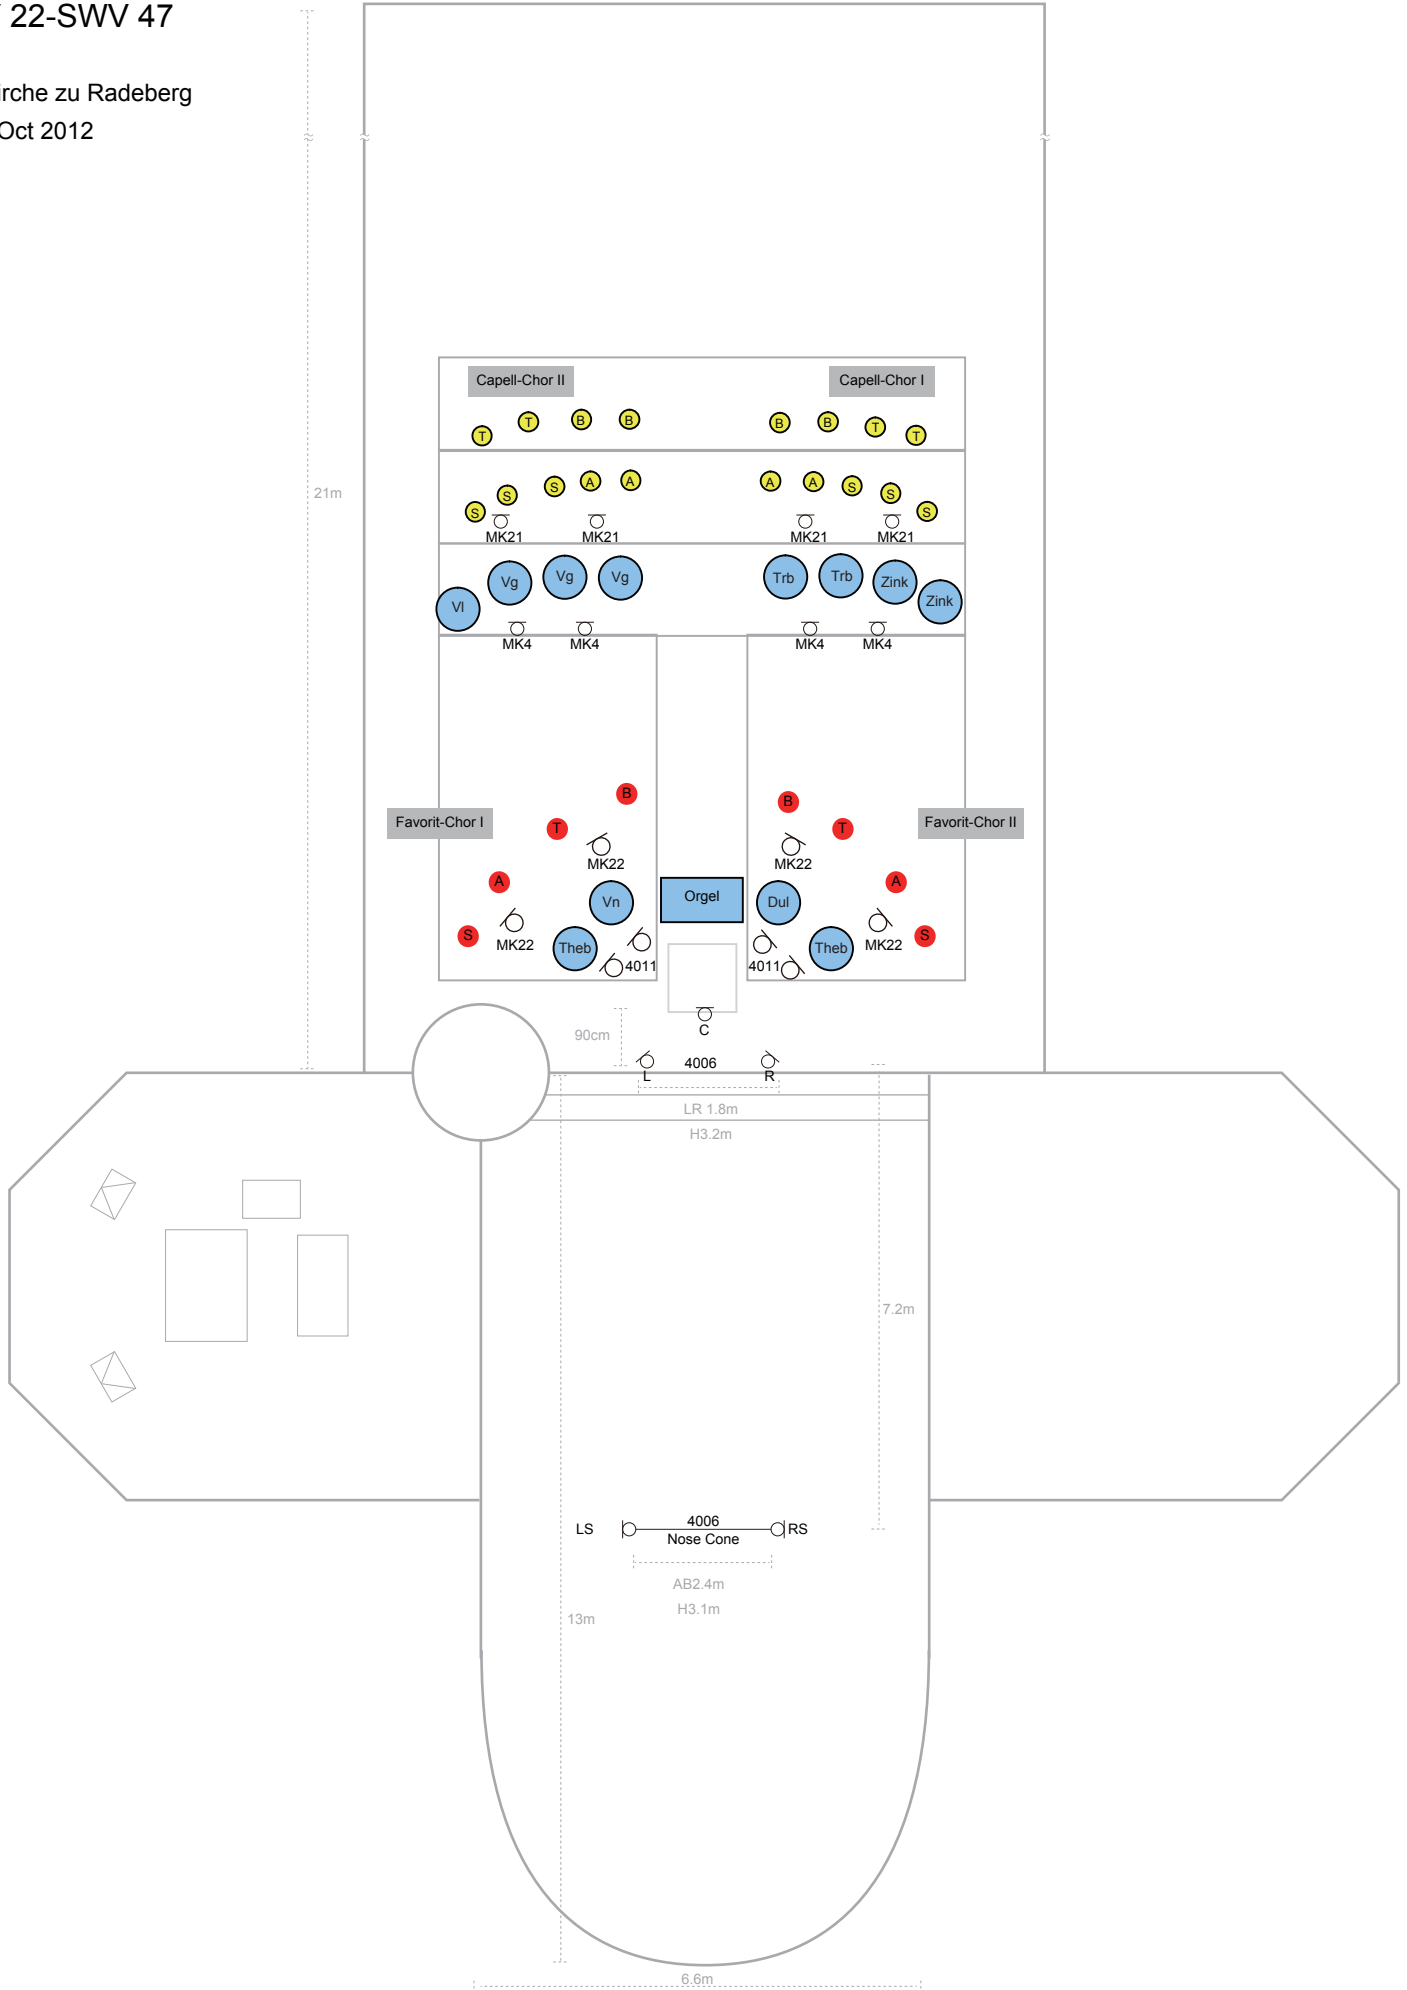 22-SWV 47
irche zu Radeberg
Oct 2012
Capell-Chor II
Capell-Chor I
T T B B B B T T
S S S A A A A S S S
21m
MK21 MK21 MK21 MK21
Vl Vg Vg Vg Trb Trb Zink Zink
MK4 MK4 MK4 MK4
B B
Favorit-Chor I T T Favorit-Chor II
MK22 MK22
A A
Vn Orgel Dul
S MK22 Theb Theb MK22 S
4011 4011
90cm
C
4006
L R
LR 1.8m
H3.2m
7.2m
LS 4006 RS
Nose Cone
AB2.4m
H3.1m
13m
6.6m